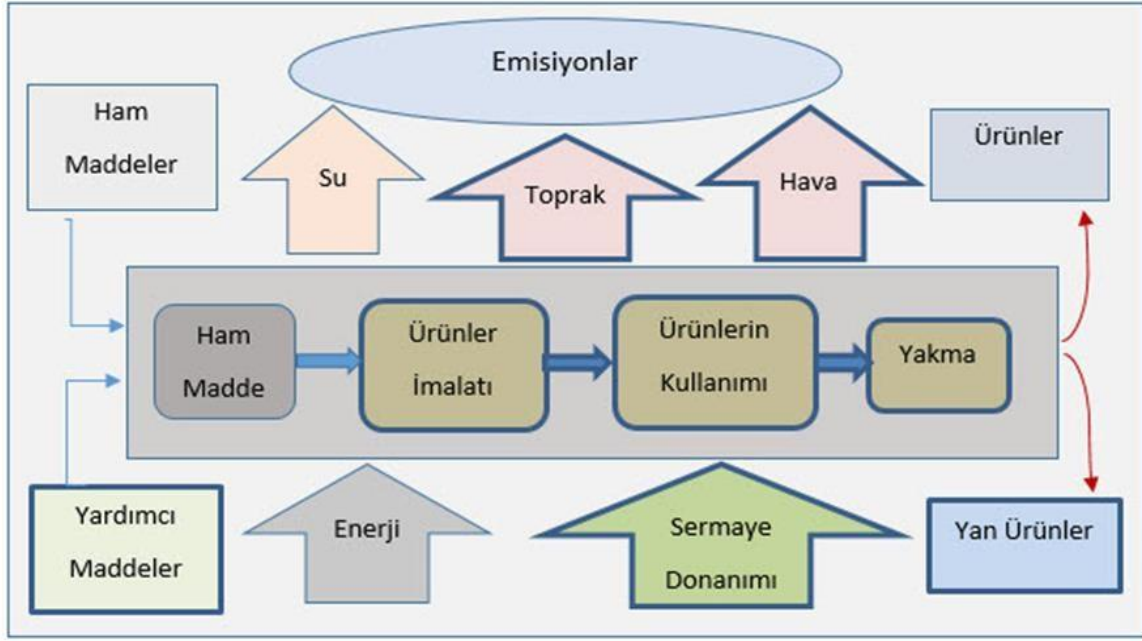 Emisiyonlar
Ham
Maddeler
Su
Toprak
Hava
Ürünler
Ham
Madde
Ürünler
İmalatı
Ürünlerin
Kullanımı
Yakma
Yardımcı
Maddeler
Enerji
Sermaye
Donanımı
Yan Ürünler